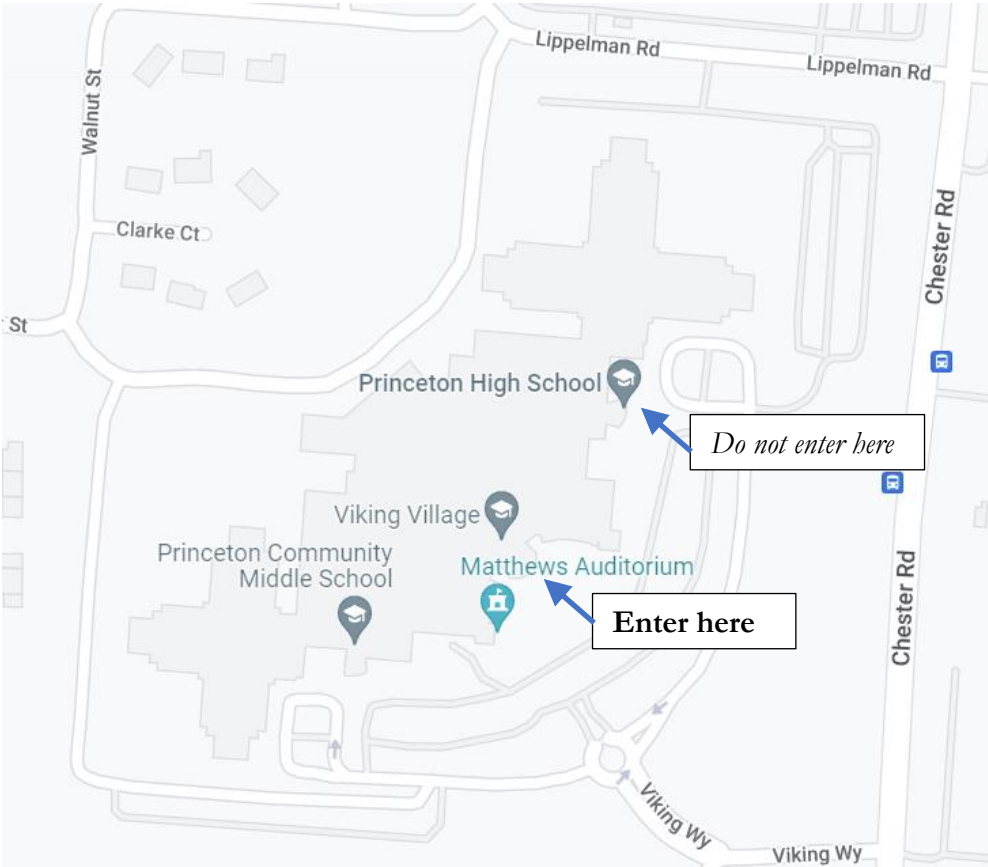 Lippelman Rd
Lippelman Rd
Walnut St
Clarke Ct
Chester Rd
St
Princeton High School
Do not enter here
Viking Village
Princeton Community
Middle School
Matthews Auditorium
Enter here
Chester Rd
Viking Wy
Viking Wy